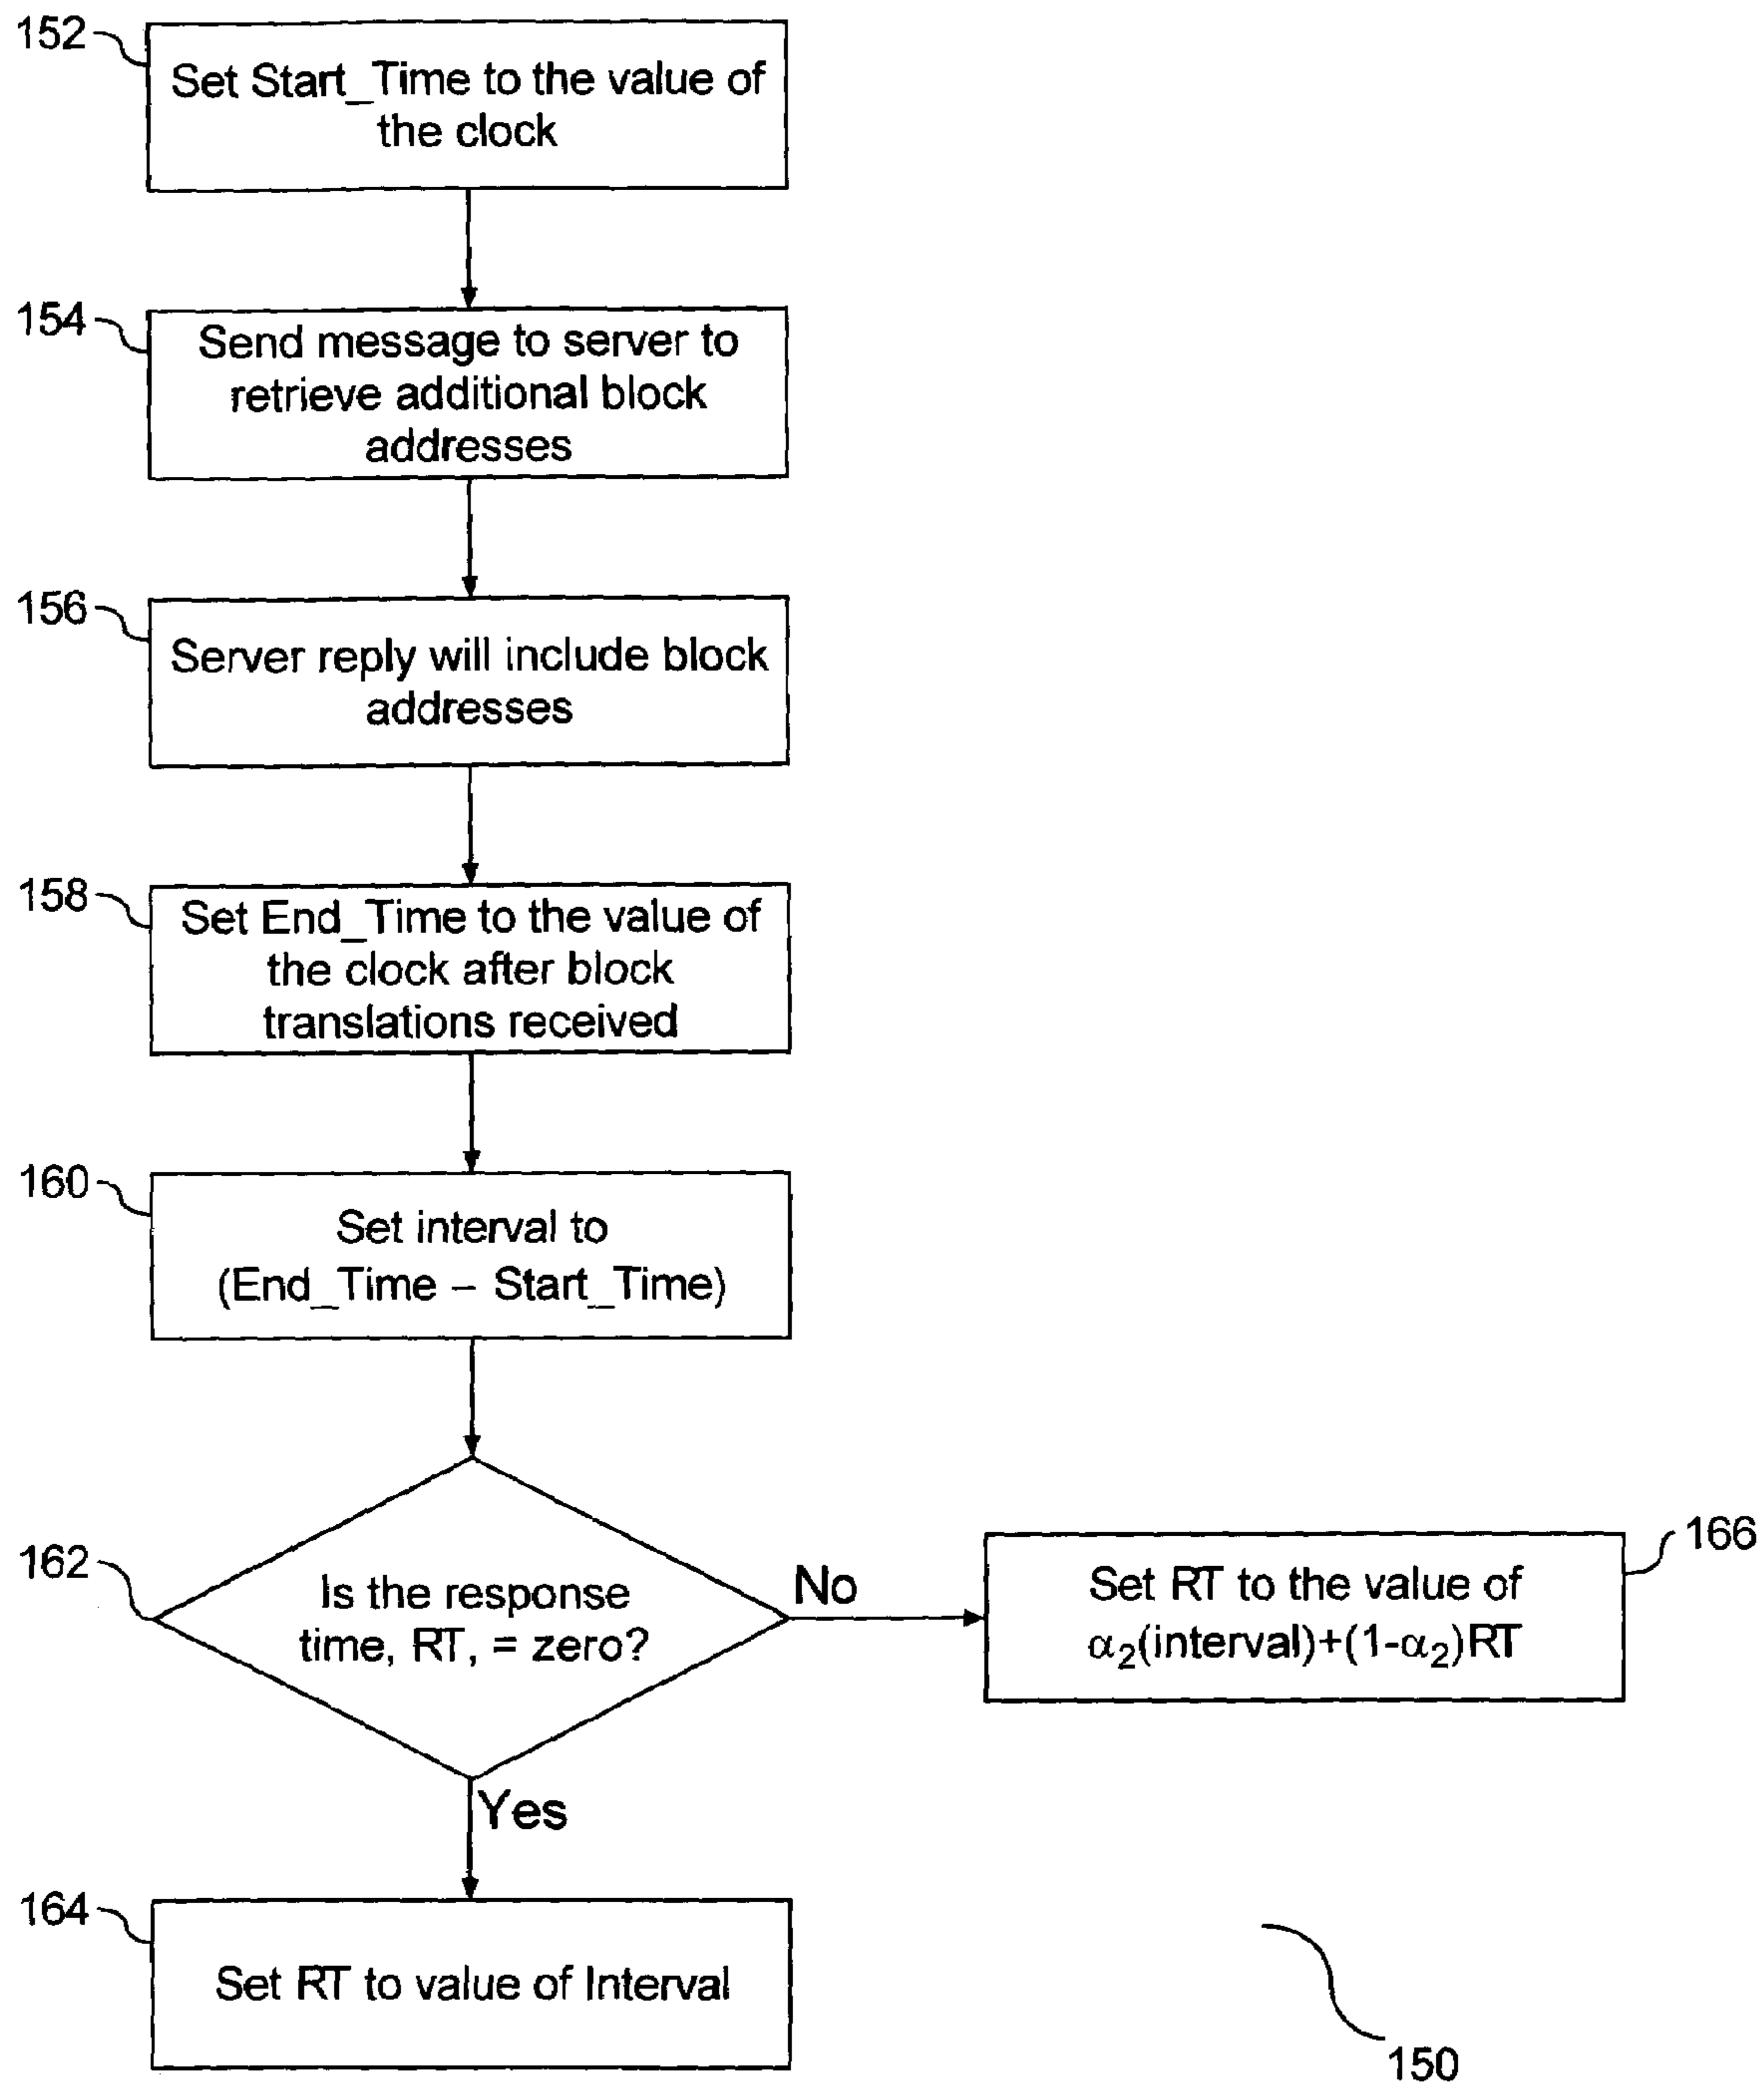 152
Set Start_Time to the value of
the clock
154
Send message to server to
retrieve additional block
addresses
156
Server reply will include block
addresses
158
Set End_Time to the value of
the clock after block
translations received
160
Set interval to
(End_Time – Start_Time)
162
Is the response
time, RT, = zero?
No
166
Set RT to the value of
α₂(interval)+(1-α₂)RT
Yes
164
Set RT to value of Interval
150